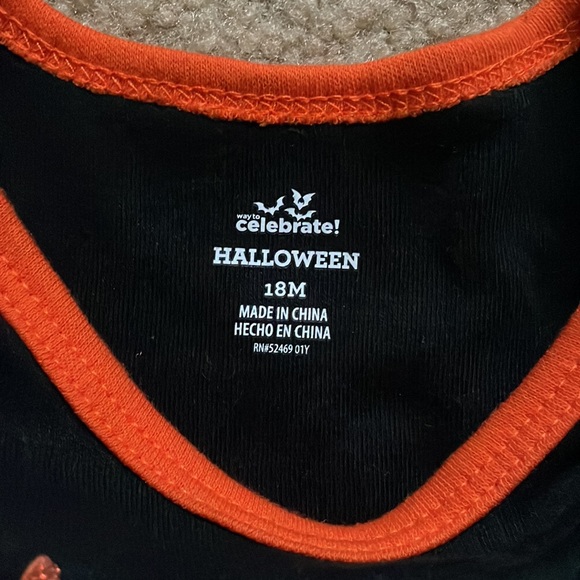 way to
celebrate!
HALLOWEEN
18M
MADE IN CHINA
HECHO EN CHINA
RN#52469 01Y